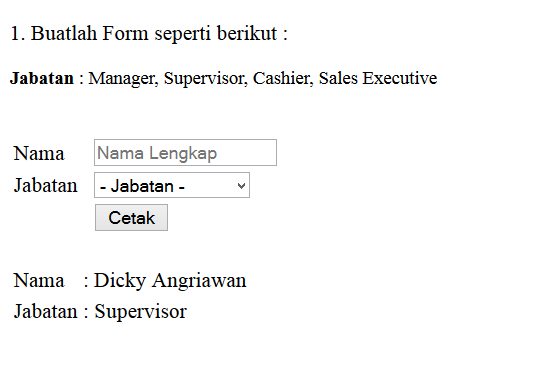 1. Buatlah Form seperti berikut :
Jabatan : Manager, Supervisor, Cashier, Sales Executive
Nama Nama Lengkap
Jabatan - Jabatan -
Cetak
Nama : Dicky Angriawan
Jabatan : Supervisor